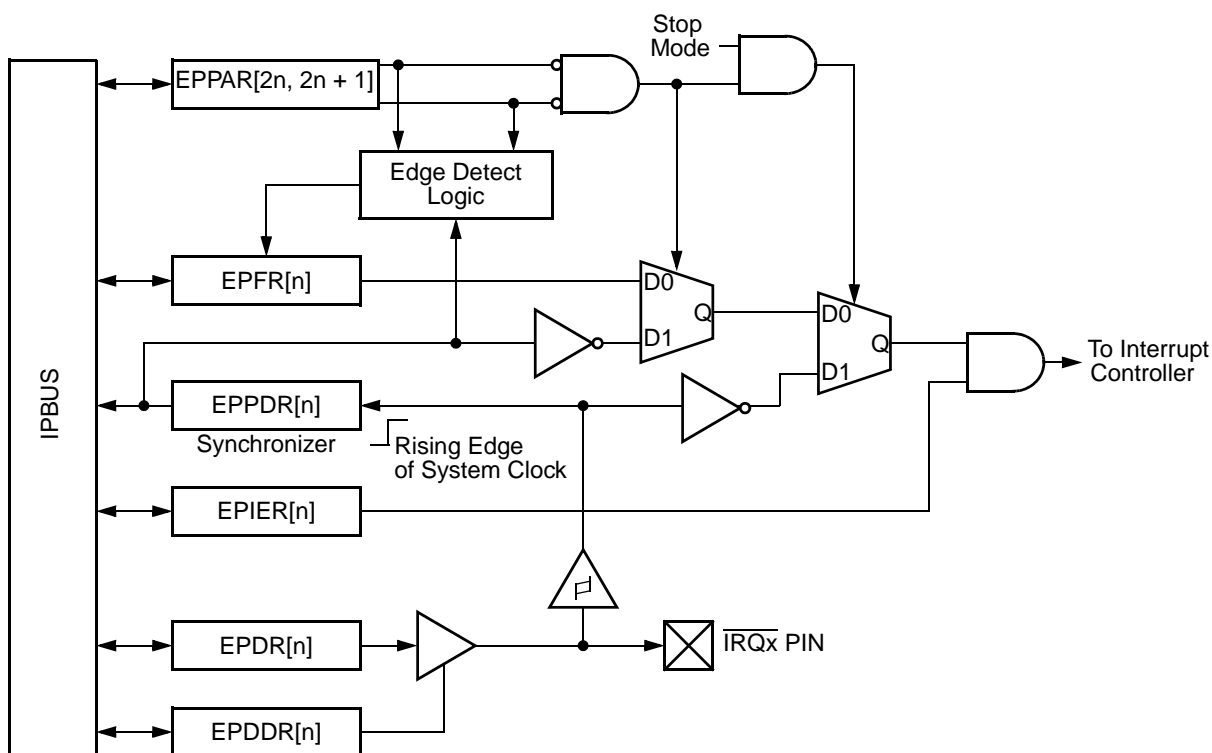 Stop
Mode
EPPAR[2n, 2n + 1]
Edge Detect
Logic
EPFR[n]
D0
D1
Q
D0
D1
Q
To Interrupt
Controller
IPBUS
EPPDR[n]
Synchronizer
Rising Edge
of System Clock
EPIER[n]
EPDR[n]
IRQx PIN
EPDDR[n]